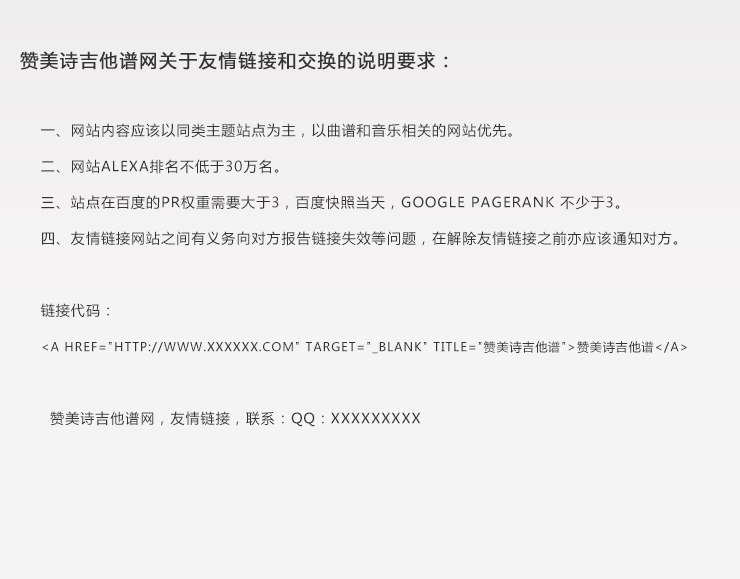 赞美诗吉他谱网关于友情链接和交换的说明要求：
一、网站内容应该以同类主题站点为主，以曲谱和音乐相关的网站优先。
二、网站ALEXA排名不低于30万名。
三、站点在百度的PR权重需要大于3，百度快照当天，GOOGLE PAGERANK 不少于3。
四、友情链接网站之间有义务向对方报告链接失效等问题，在解除友情链接之前亦应该通知对方。
链接代码：
<A HREF="HTTP://WWW.XXXXXX.COM" TARGET="_BLANK" TITLE="赞美诗吉他谱">赞美诗吉他谱</A>
赞美诗吉他谱网，友情链接，联系：QQ：XXXXXXXXX